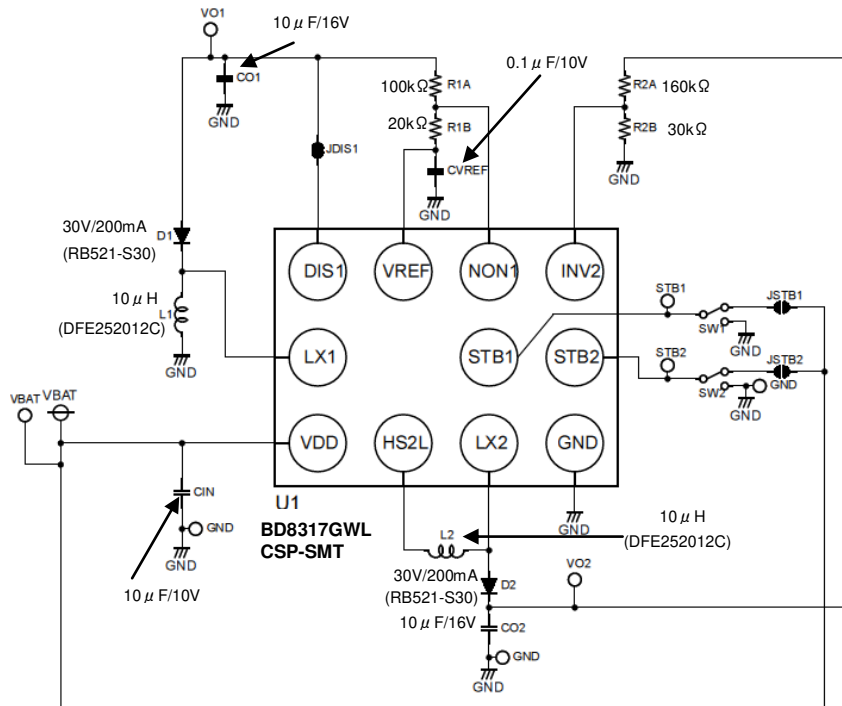 10μF/16V
VO1
CO1
GND
0.1μF/10V
100kΩ R1A
20kΩ R1B
CVREF
GND
R2A 160kΩ
R2B 30kΩ
GND
JDIS1
30V/200mA
D1
(RB521-S30)
10μH
L1
(DFE252012C)
GND
DIS1
VREF
NON1
INV2
LX1
STB1
STB2
VDD
HS2L
LX2
GND
STB1
SW1
JSTB1
GND
STB2
SW2
JSTB2
GND
GND
VBAT
VBAT
CIN
GND
GND
10μF/10V
U1
BD8317GWL
CSP-SMT
L2
10μH
(DFE252012C)
GND
30V/200mA
D2
(RB521-S30)
VO2
10μF/16V
CO2
GND
GND